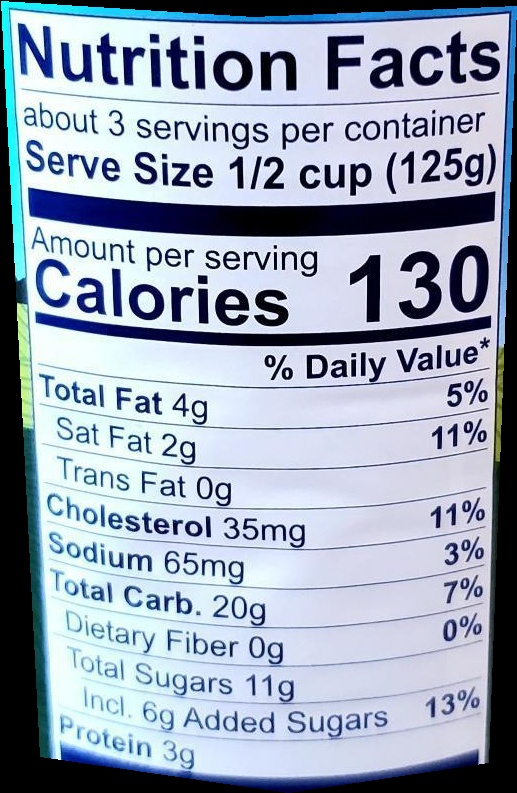 Nutrition Facts
about 3 servings per container
Serve Size 1/2 cup (125g)
Amount per serving
Calories 130
% Daily Value*
Total Fat 4g 5%
Sat Fat 2g 11%
Trans Fat 0g
Cholesterol 35mg 11%
Sodium 65mg 3%
Total Carb. 20g 7%
Dietary Fiber 0g 0%
Total Sugars 11g
Incl. 6g Added Sugars 13%
Protein 3g